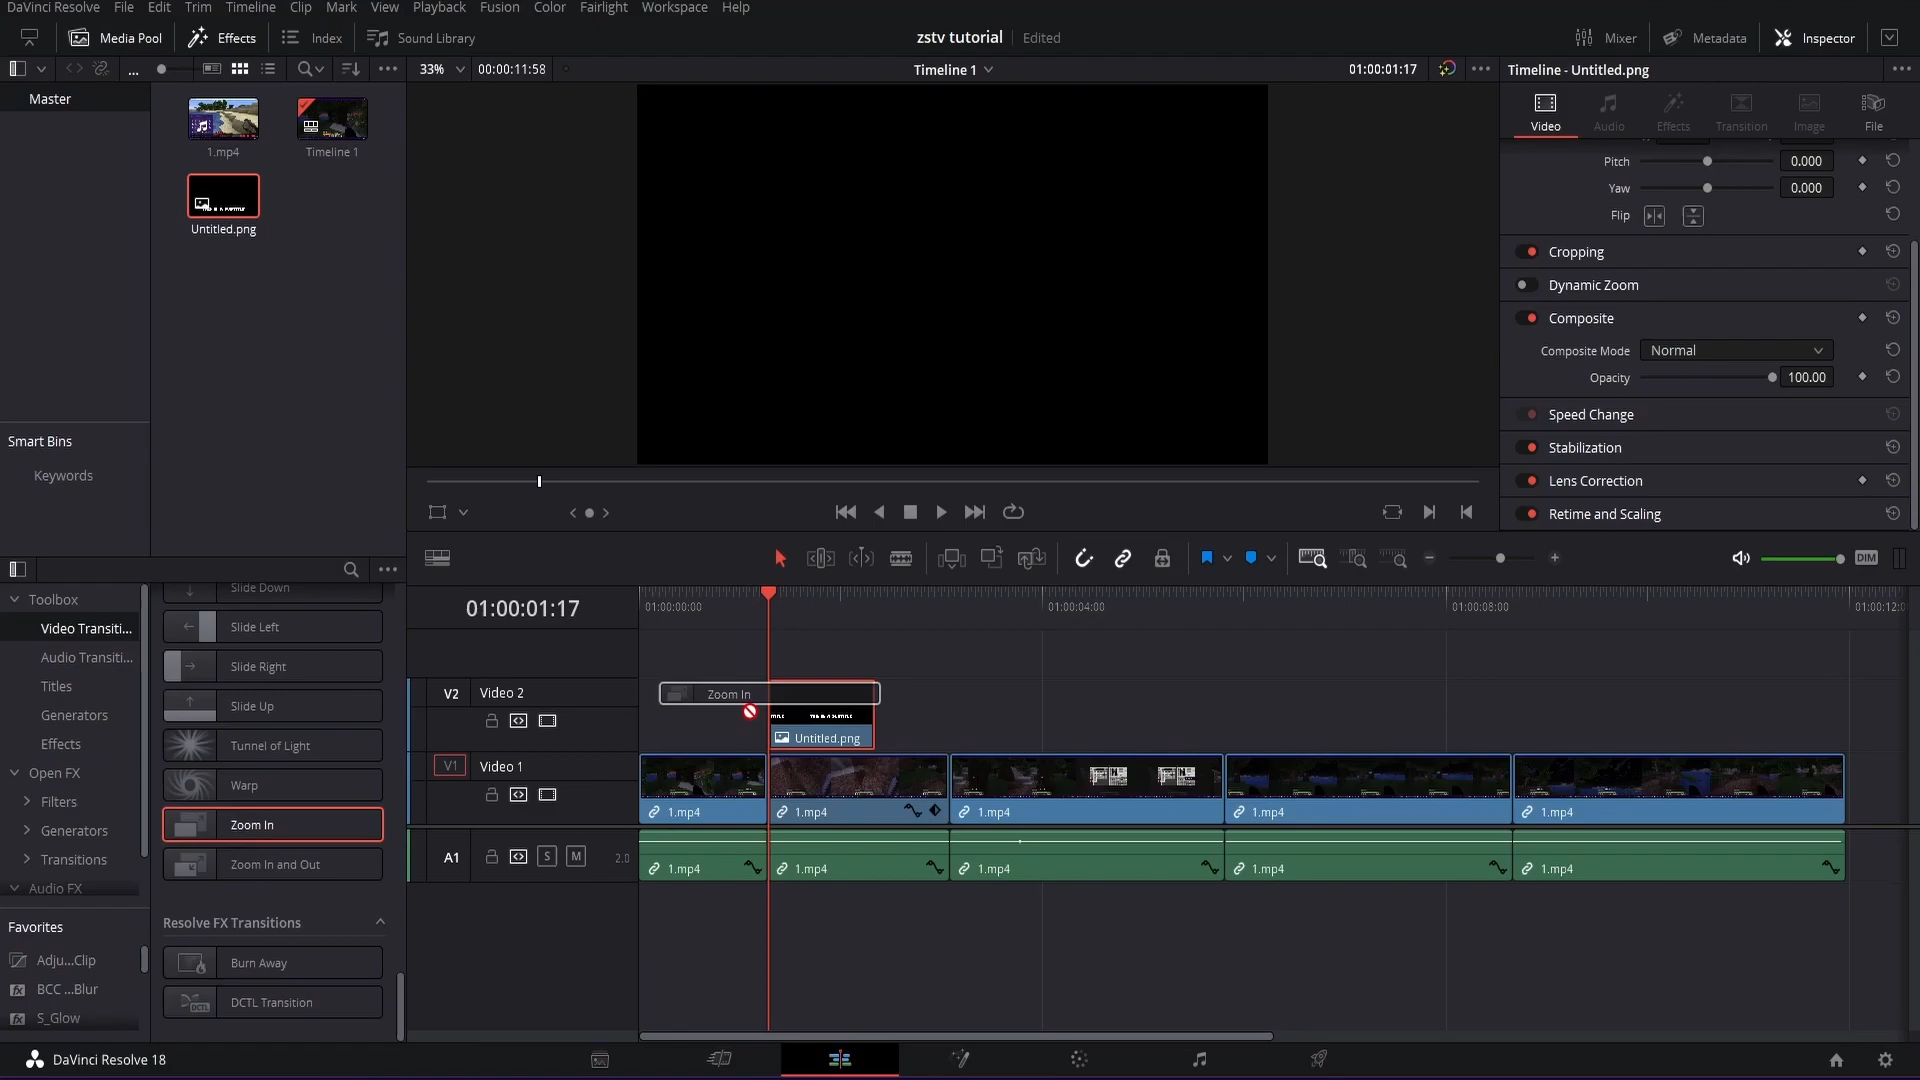 DaVinci Resolve File Edit Trim Timeline Clip Mark View Playback Fusion Color Fairlight Workspace Help
Media Pool Effects Index Sound Library zstv tutorial Edited Mixer Metadata Inspector
... 33% 00:00:11:58 Timeline 1 01:00:01:17 Timeline - Untitled.png
Master
1.mp4 Timeline 1
Untitled.png
Video Audio Effects Transition Image File
Pitch 0.000
Yaw 0.000
Flip
Cropping
Dynamic Zoom
Composite
Composite Mode Normal
Opacity 100.00
Speed Change
Stabilization
Lens Correction
Retime and Scaling
Smart Bins
Keywords
DIM
Toolbox
Video Transiti...
Audio Transiti...
Titles
Generators
Effects
Open FX
Filters
Generators
Transitions
Audio FX
Favorites
Adju...Clip
BCC ...Blur
S_Glow
Slide Down
Slide Left
Slide Right
Slide Up
Tunnel of Light
Warp
Zoom In
Zoom In and Out
Resolve FX Transitions
Burn Away
DCTL
DCTL Transition
01:00:01:17 01:00:00:00 01:00:04:00 01:00:08:00 01:00:12:0
V2 Video 2 Zoom In
Untitled.png
V1 Video 1
1.mp4 1.mp4 1.mp4 1.mp4 1.mp4
A1 S M 2.0
1.mp4 1.mp4 1.mp4 1.mp4 1.mp4
DaVinci Resolve 18